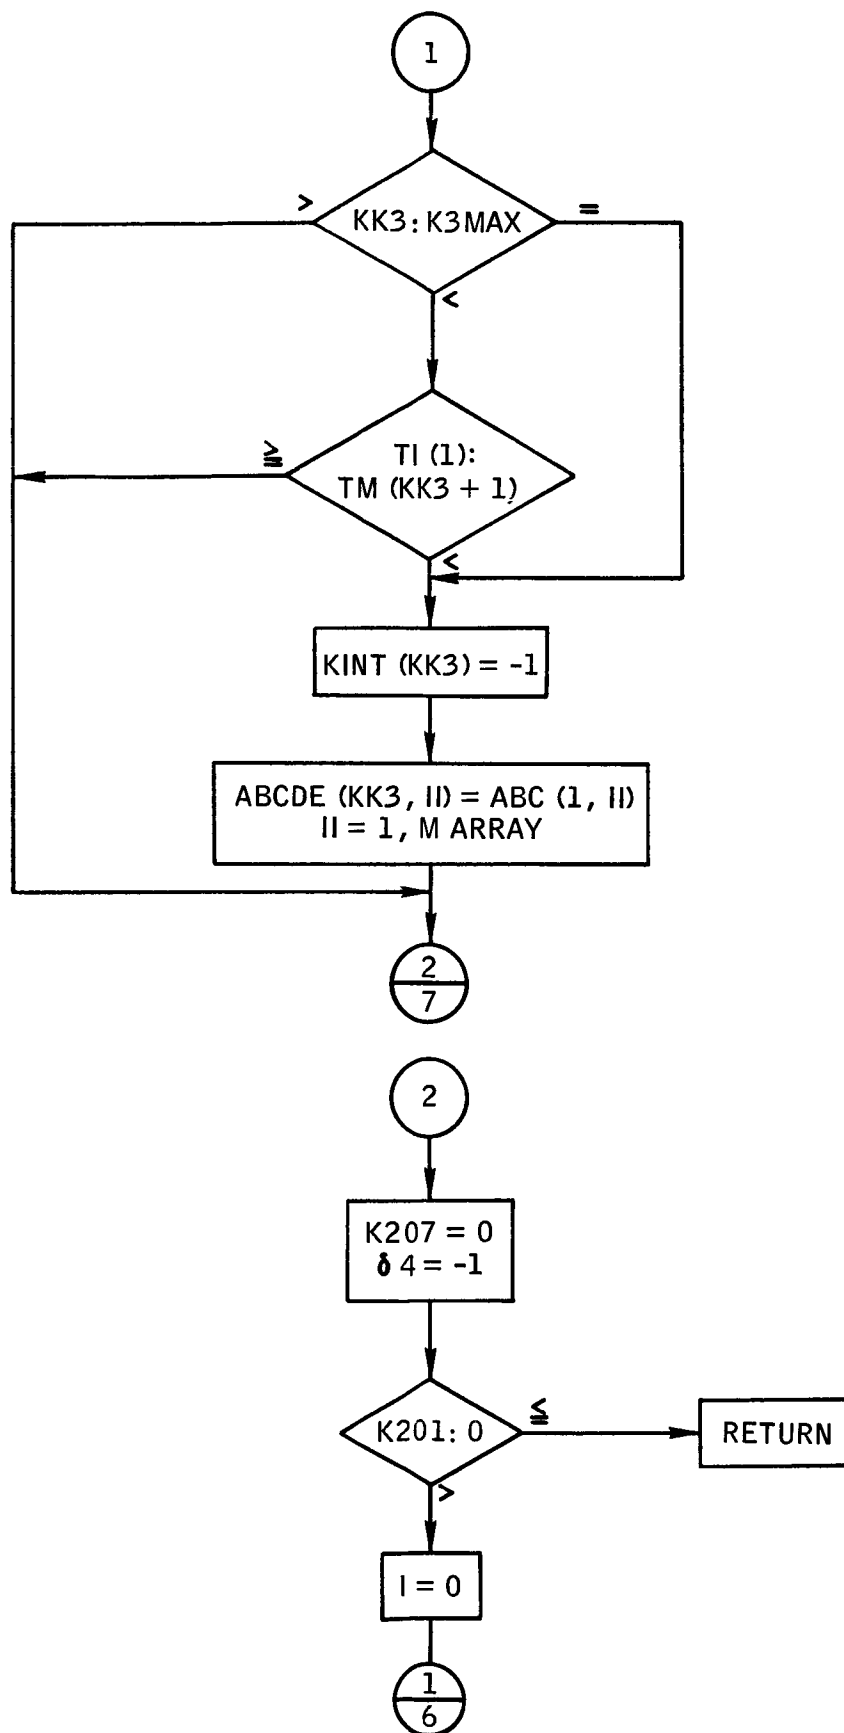 1
>
KK3: K3MAX
=
<
≧
TI (1):
TM (KK3 + 1)
<
KINT (KK3) = -1
ABCDE (KK3, II) = ABC (1, II)
II = 1, M ARRAY
2
7
2
K207 = 0
δ 4 = -1
K201: 0
≦
RETURN
>
I = 0
1
6